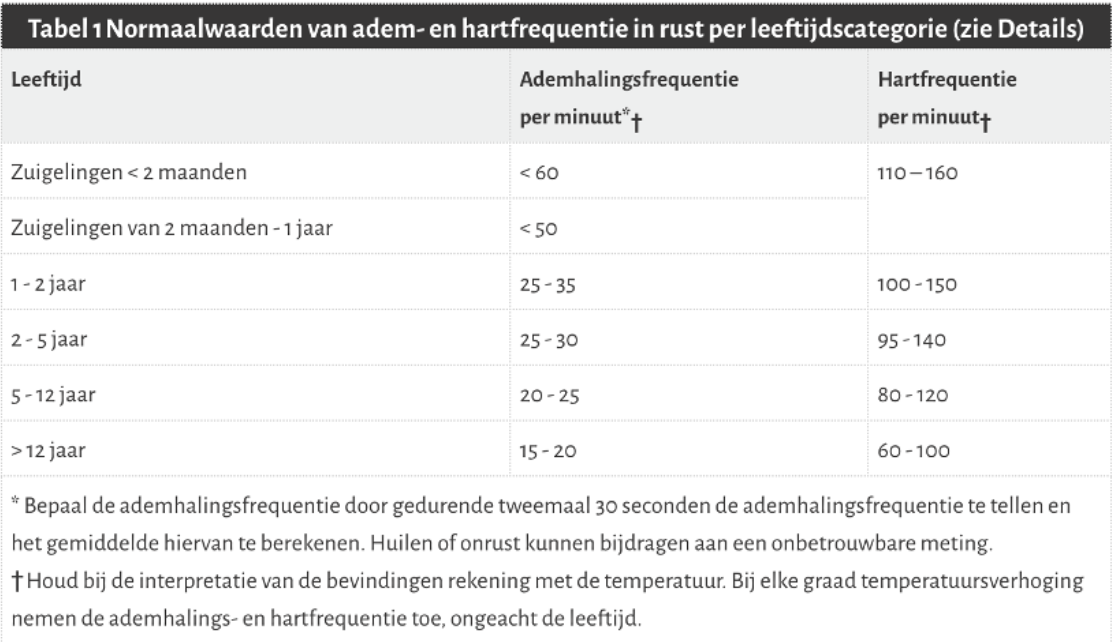 Tabel 1 Normaalwaarden van adem- en hartfrequentie in rust per leeftijdscategorie (zie Details)
Leeftijd Ademhalingsfrequentie per minuut*† Hartfrequentie per minuut†
Zuigelingen < 2 maanden < 60 110 – 160
Zuigelingen van 2 maanden - 1 jaar < 50
1 - 2 jaar 25 - 35 100 - 150
2 - 5 jaar 25 - 30 95 - 140
5 - 12 jaar 20 - 25 80 - 120
> 12 jaar 15 - 20 60 - 100
* Bepaal de ademhalingsfrequentie door gedurende tweemaal 30 seconden de ademhalingsfrequentie te tellen en
het gemiddelde hiervan te berekenen. Huilen of onrust kunnen bijdragen aan een onbetrouwbare meting.
† Houd bij de interpretatie van de bevindingen rekening met de temperatuur. Bij elke graad temperatuursverhoging
nemen de ademhalings- en hartfrequentie toe, ongeacht de leeftijd.